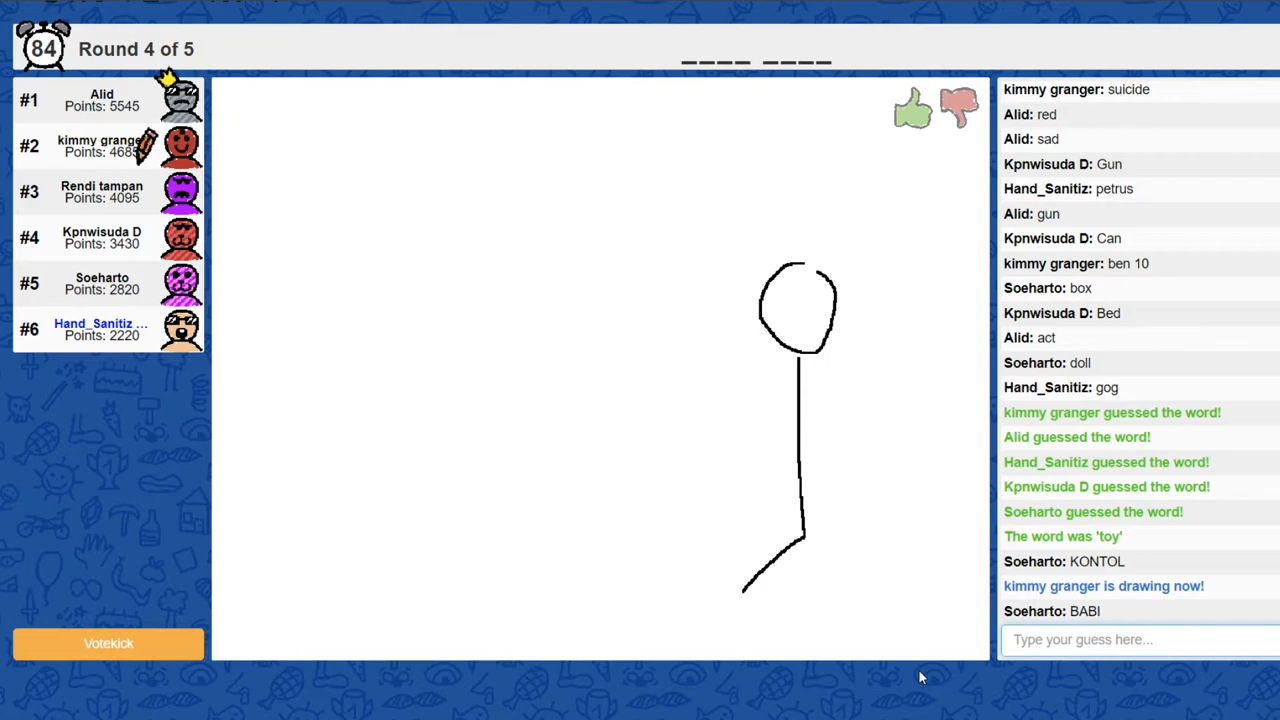 84 Round 4 of 5
____ ____
#1 Alid
Points: 5545
#2 kimmy grange
Points: 4685
#3 Rendi tampan
Points: 4095
#4 Kpnwisuda D
Points: 3430
#5 Soeharto
Points: 2820
#6 Hand_Sanitiz ...
Points: 2220
Votekick
kimmy granger: suicide
Alid: red
Alid: sad
Kpnwisuda D: Gun
Hand_Sanitiz: petrus
Alid: gun
Kpnwisuda D: Can
kimmy granger: ben 10
Soeharto: box
Kpnwisuda D: Bed
Alid: act
Soeharto: doll
Hand_Sanitiz: gog
kimmy granger guessed the word!
Alid guessed the word!
Hand_Sanitiz guessed the word!
Kpnwisuda D guessed the word!
Soeharto guessed the word!
The word was 'toy'
Soeharto: KONTOL
kimmy granger is drawing now!
Soeharto: BABI
Type your guess here...